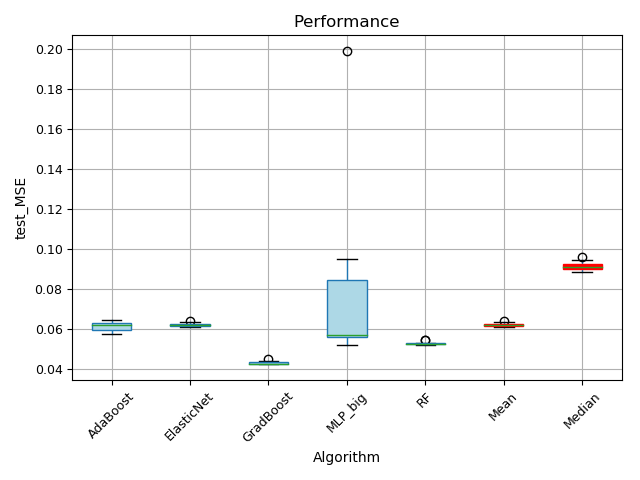 Performance
0.20
0.18
0.16
0.14
0.12
0.10
0.08
0.06
0.04
test_MSE
AdaBoost
ElasticNet
GradBoost
MLP_big
RF
Mean
Median
Algorithm